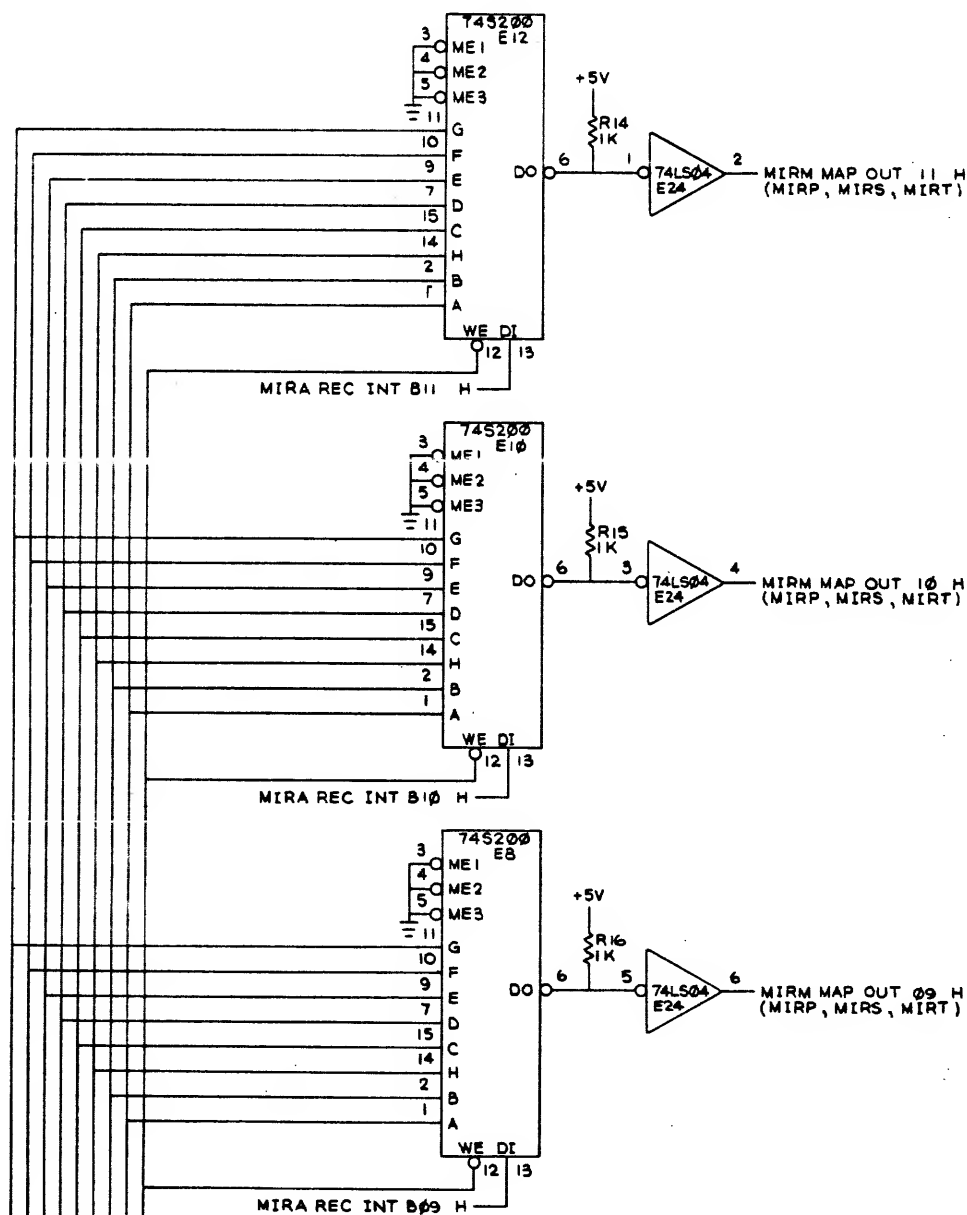 74S200
E12
3 ME1
4 ME2
5 ME3
11 G
10 F
9 E
7 D
15 C
14 H
2 B
1 A
DO 6
+5V
R14
1K
1 74LS04 2
E24
MIRM MAP OUT 11 H
(MIRP, MIRS, MIRT)
WE DI
12 13
MIRA REC INT B11 H
74S200
E10
3 ME1
4 ME2
5 ME3
11 G
10 F
9 E
7 D
15 C
14 H
2 B
1 A
DO 6
+5V
R15
1K
3 74LS04 4
E24
MIRM MAP OUT 10 H
(MIRP, MIRS, MIRT)
WE DI
12 13
MIRA REC INT B10 H
74S200
E8
3 ME1
4 ME2
5 ME3
11 G
10 F
9 E
7 D
15 C
14 H
2 B
1 A
DO 6
+5V
R16
1K
5 74LS04 6
E24
MIRM MAP OUT 09 H
(MIRP, MIRS, MIRT)
WE DI
12 13
MIRA REC INT B09 H